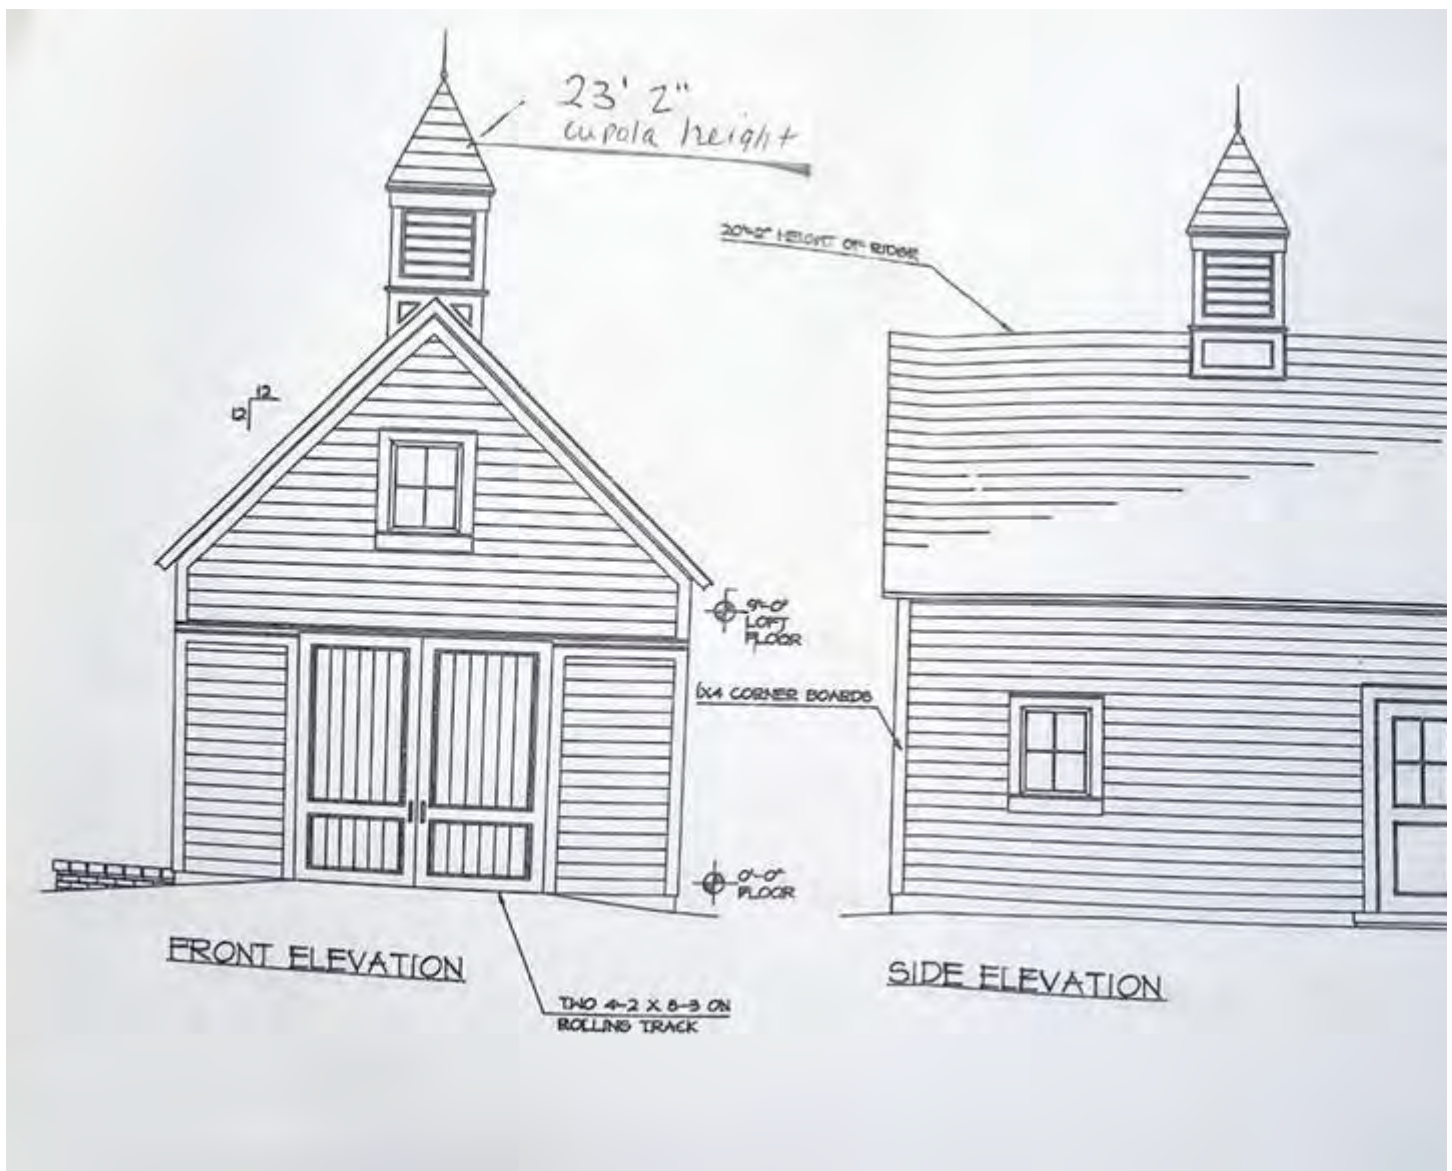 23' 2"
cupola height
20'-2" HEIGHT OF RIDGE
12
12
9'-0"
LOFT
FLOOR
1X4 CORNER BOARDS
0'-0"
FLOOR
FRONT ELEVATION
SIDE ELEVATION
TWO 4-2 X 8-3 ON
ROLLING TRACK